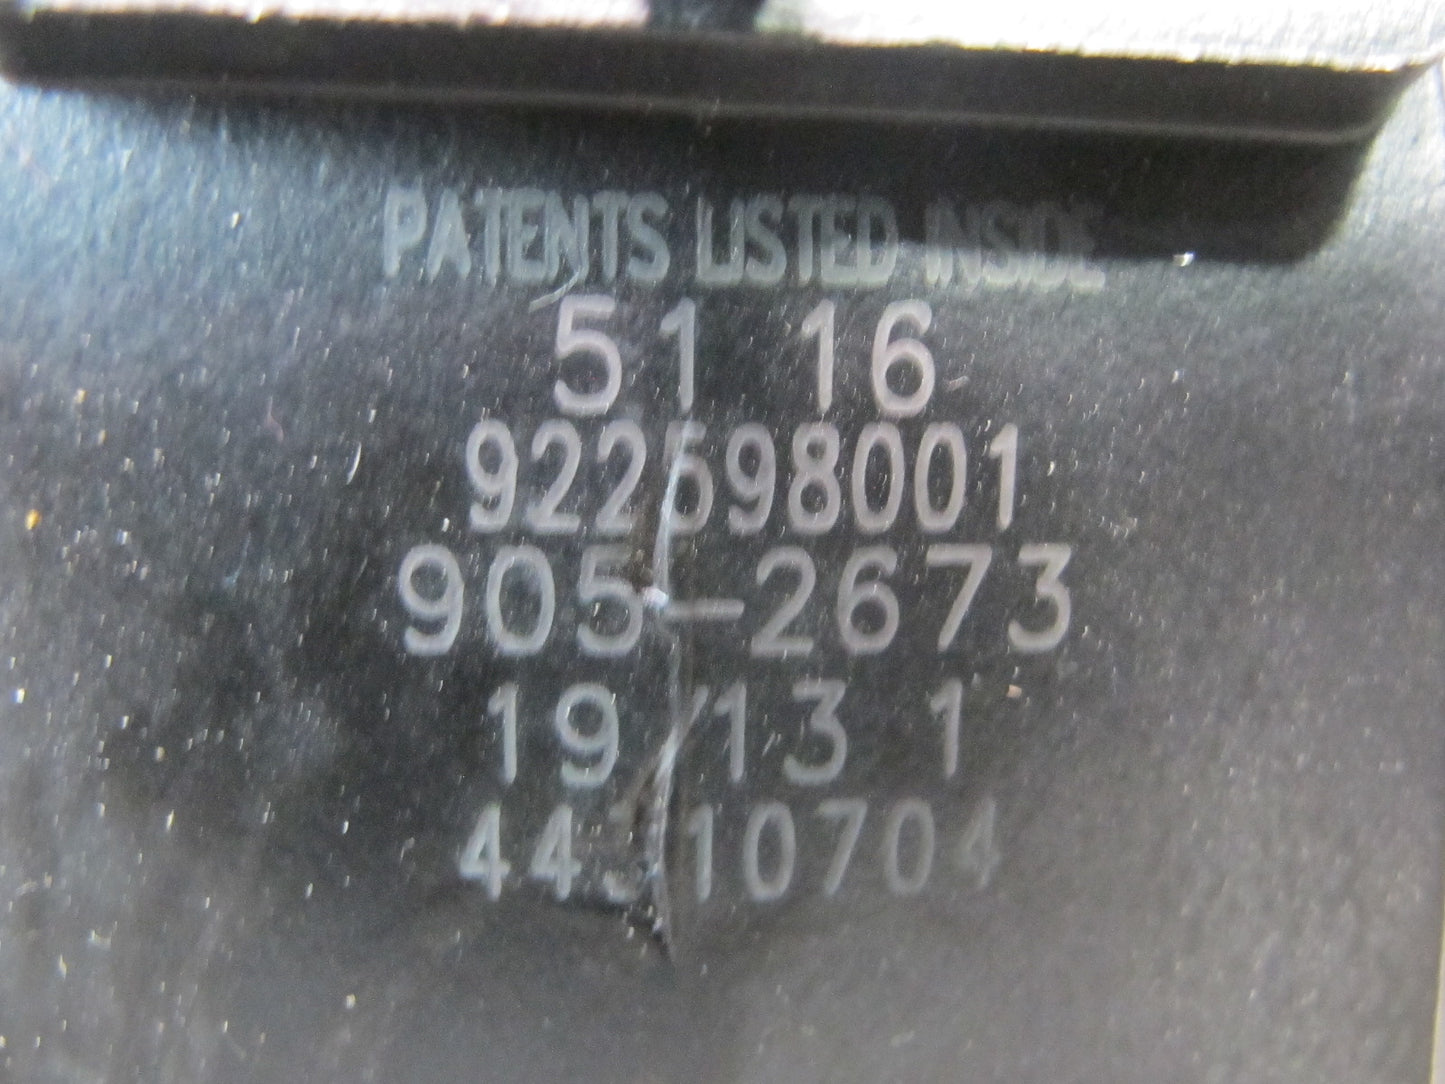 PATENTS LISTED INSIDE
51 16
922598001
905-2673
19/13 1